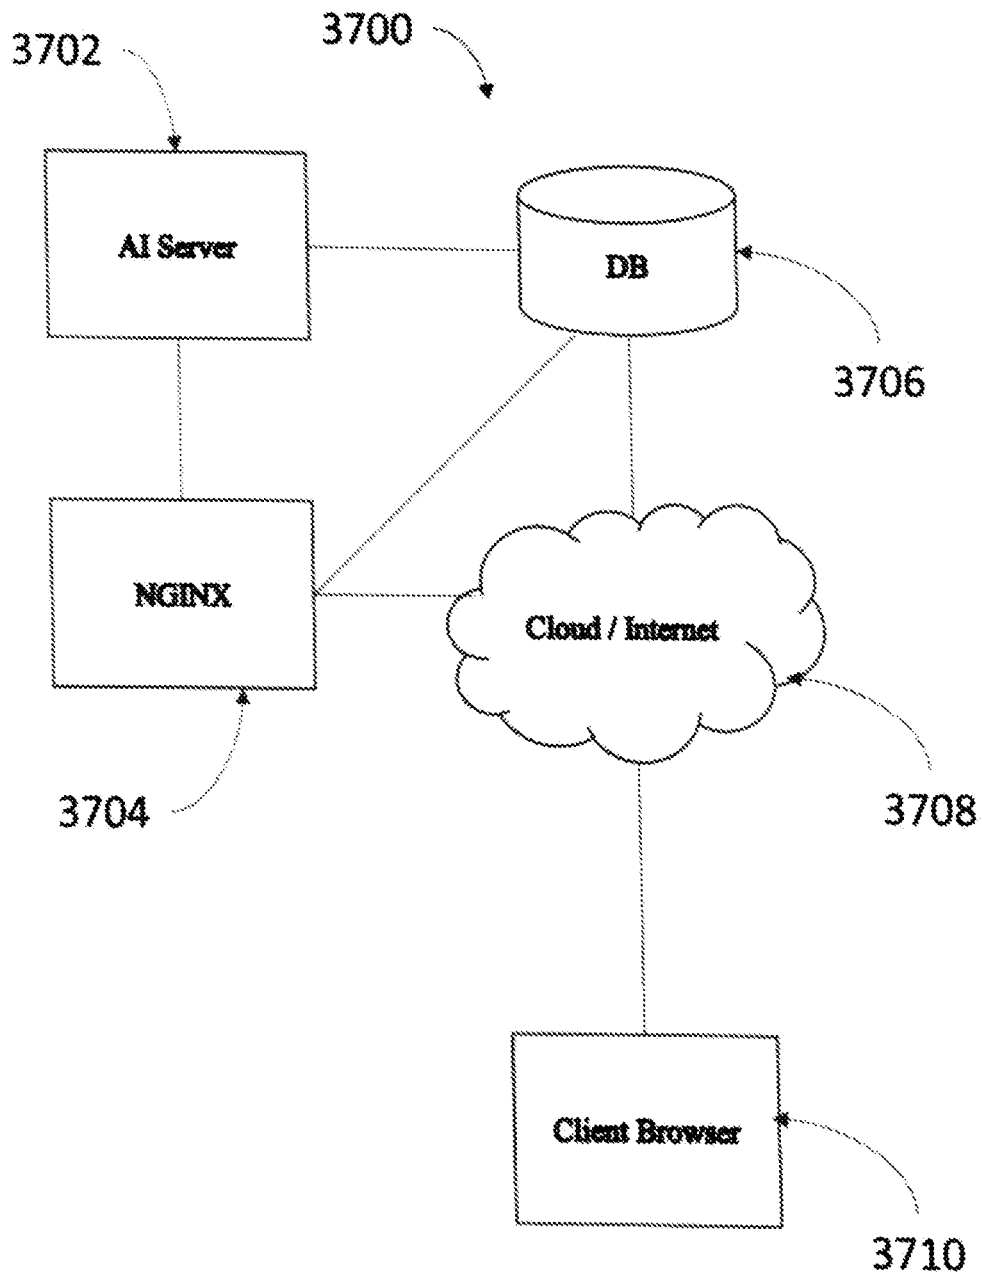 3700
3702
AI Server
DB
3706
NGINX
Cloud / Internet
3704
3708
Client Browser
3710